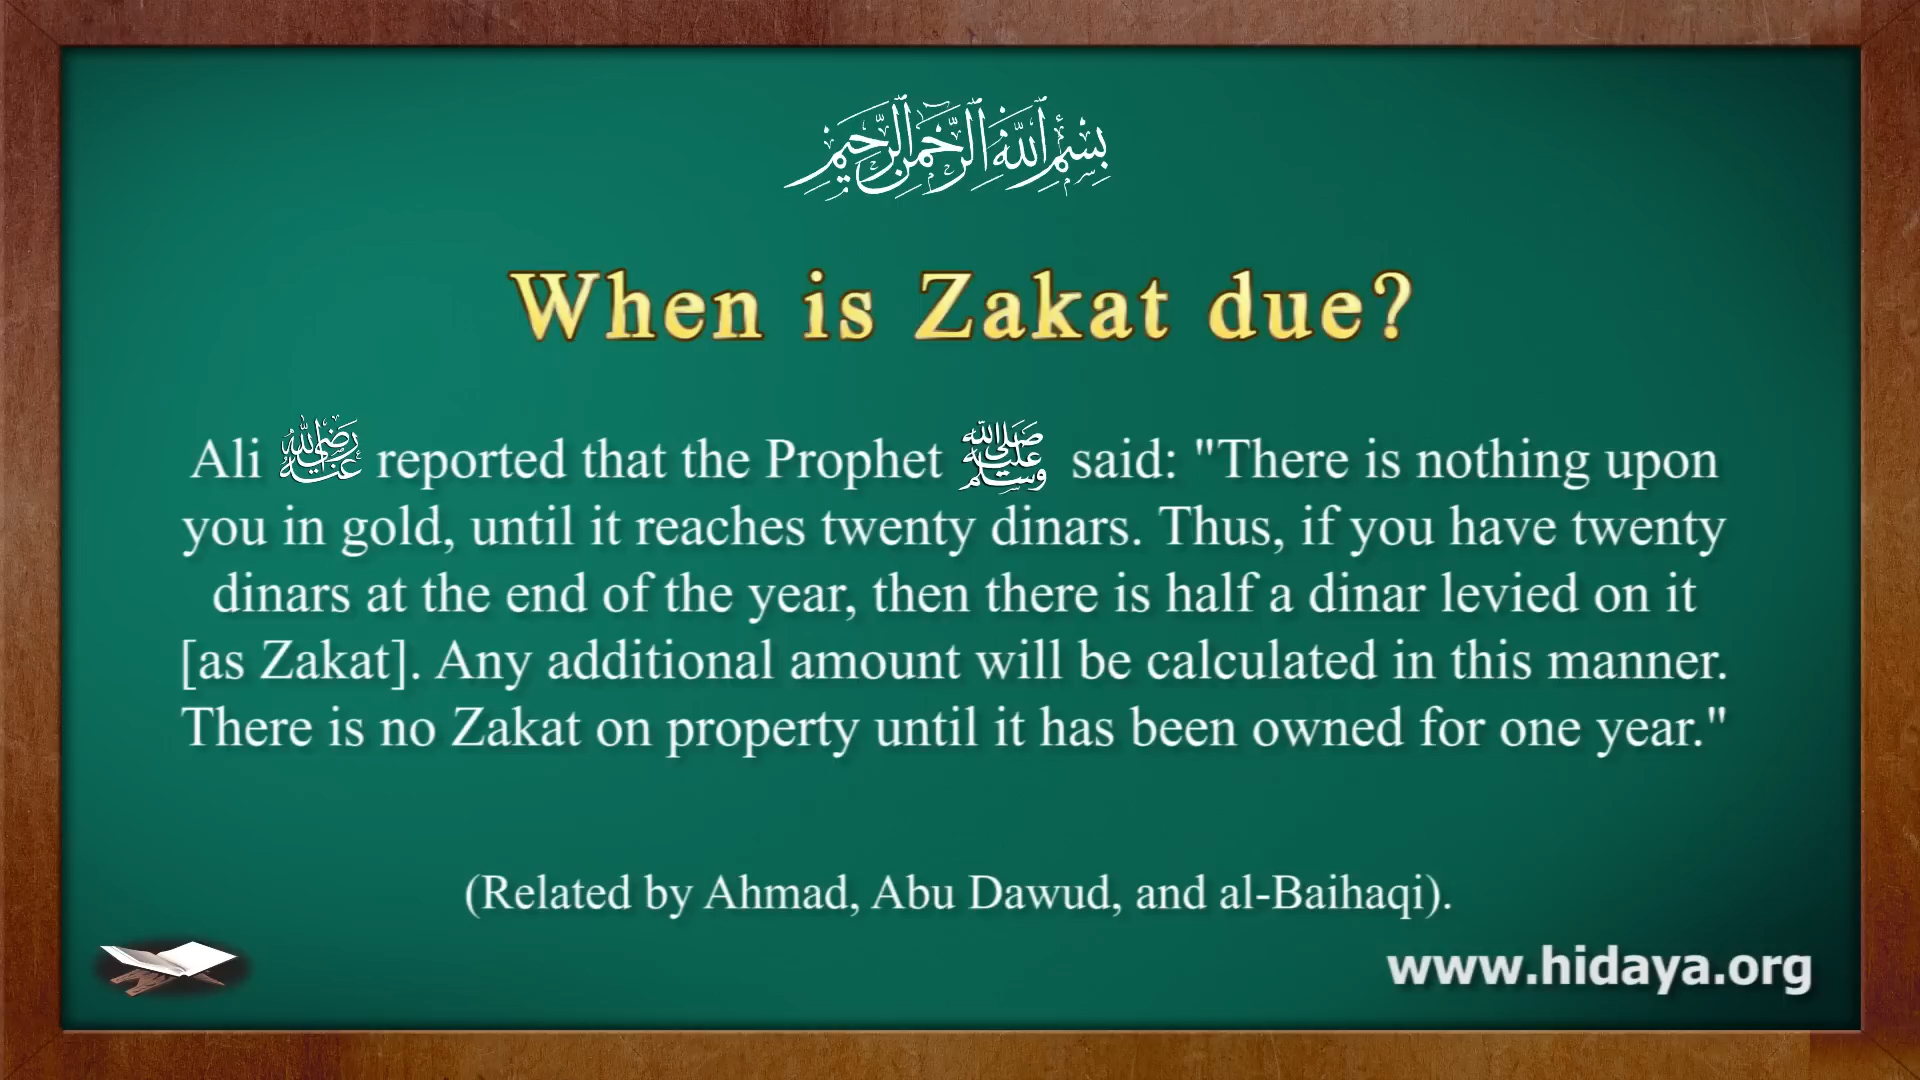 بِسْمِ اللَّهِ الرَّحْمَنِ الرَّحِيمِ
When is Zakat due?
Ali رضي الله عنه reported that the Prophet صلى الله عليه وسلم said: "There is nothing upon
you in gold, until it reaches twenty dinars. Thus, if you have twenty
dinars at the end of the year, then there is half a dinar levied on it
[as Zakat]. Any additional amount will be calculated in this manner.
There is no Zakat on property until it has been owned for one year."
(Related by Ahmad, Abu Dawud, and al-Baihaqi).
www.hidaya.org